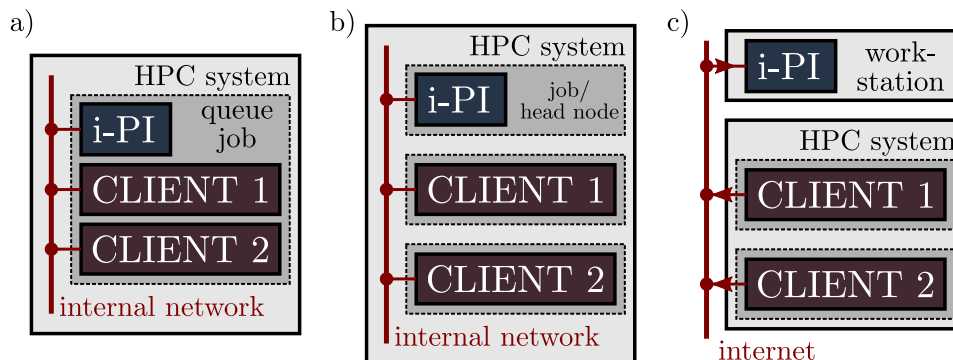 a)
HPC system
i-PI
queue
job
CLIENT 1
CLIENT 2
internal network
b)
HPC system
i-PI
job/
head node
CLIENT 1
CLIENT 2
internal network
c)
i-PI
work-
station
HPC system
CLIENT 1
CLIENT 2
internet